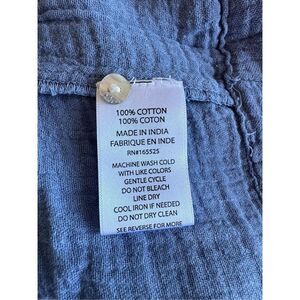 100% COTTON
100% COTON
MADE IN INDIA
FABRIQUE EN INDE
RN#165525
MACHINE WASH COLD
WITH LIKE COLORS
GENTLE CYCLE
DO NOT BLEACH
LINE DRY
COOL IRON IF NEEDED
DO NOT DRY CLEAN
SEE REVERSE FOR MORE